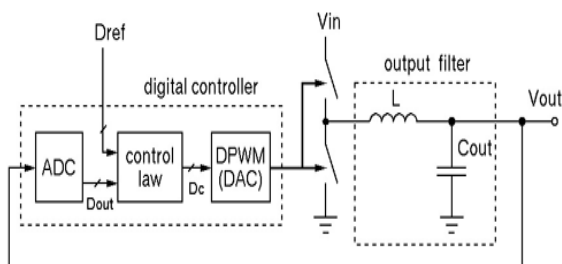 Dref
Vin
digital controller
output filter
L
Vout
ADC
control
law
DPWM
(DAC)
Cout
Dout
Dc